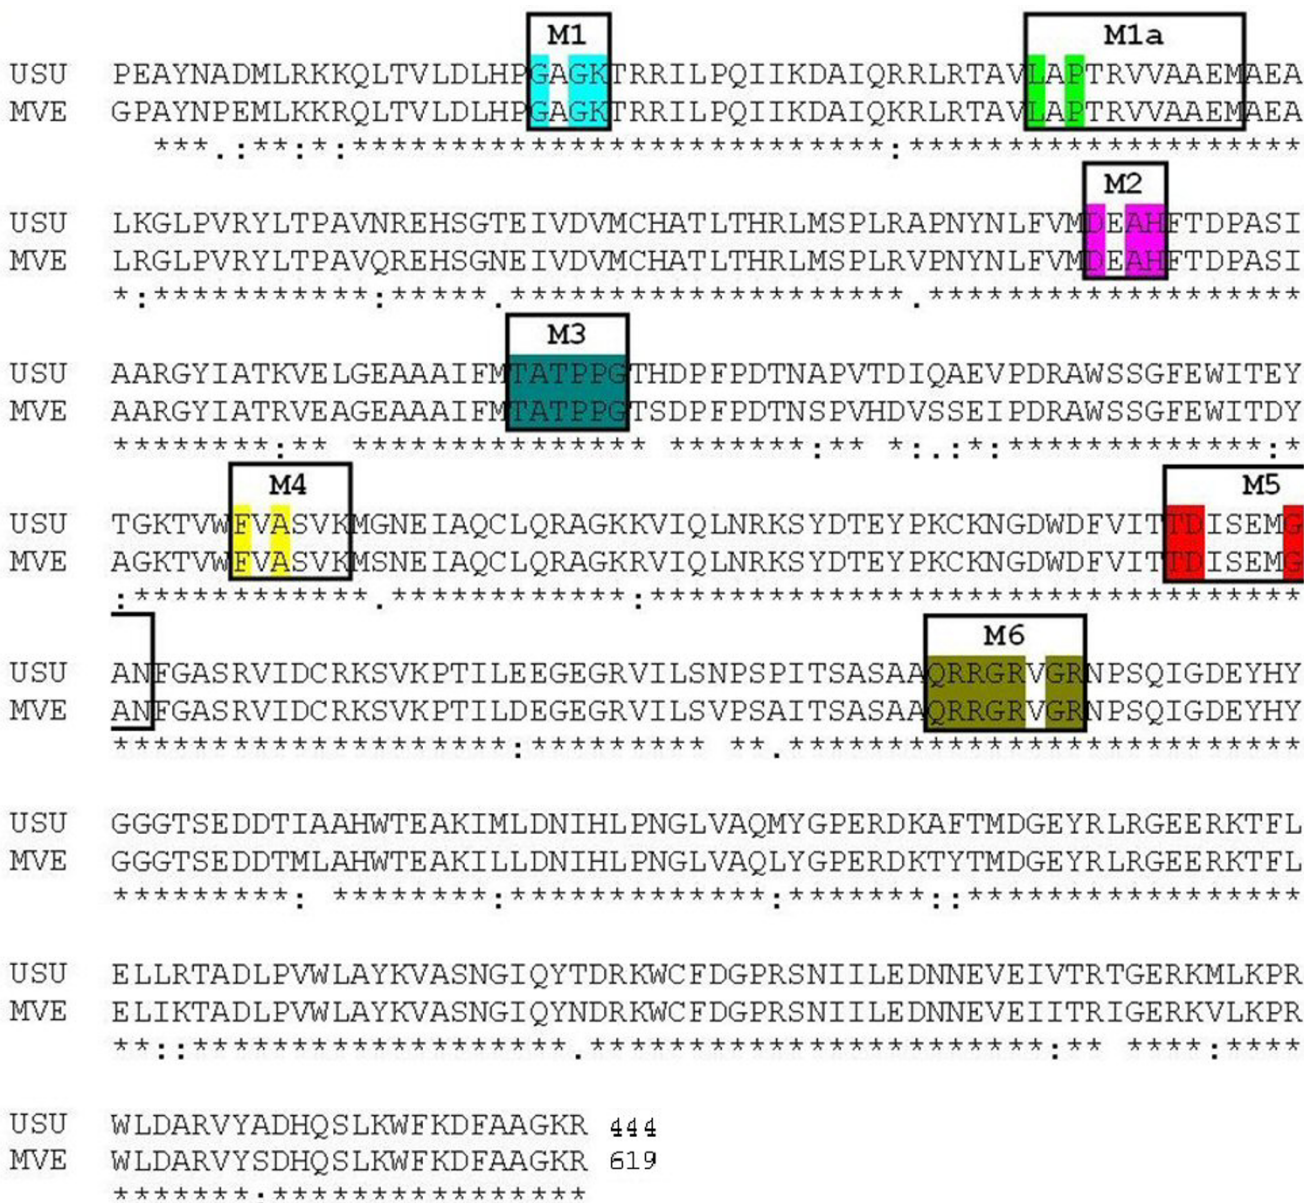 M1 M1a
USU PEAYNADMLRKKQLTVLDLHPGAGKTRRILPQIIKDAIQRRLRTAVLAPTRVVAAEMAEA
MVE GPAYNPEMLKKRQLTVLDLHPGAGKTRRILPQIIKDAIQKRLRTAVLAPTRVVAAEMAEA
***.:**:*:***************************:********************
M2
USU LKGLPVRYLTPAVNREHSGTEIVDVMCHATLTHRLMSPLRAPNYNLFVMDEAHFTDPASI
MVE LRGLPVRYLTPAVQREHSGNEIVDVMCHATLTHRLMSPLRVPNYNLFVMDEAHFTDPASI
*:***********:*****.********************.*******************
M3
USU AARGYIATKVELGEAAAIFMTATPPGTHDPFPDTNAPVTDIQAEVPDRAWSSGFEWITEY
MVE AARGYIATRVEAGEAAAIFMTATPPGTSDPFPDTNSPVHDVSSEIPDRAWSSGFEWITDY
********:** *************** *******:** *:.:*:*************:*
M4 M5
USU TGKTVWFVASVKMGNEIAQCLQRAGKKVIQLNRKSYDTEYPKCKNGDWDFVITTDISEMG
MVE AGKTVWFVASVKMSNEIAQCLQRAGKRVIQLNRKSYDTEYPKCKNGDWDFVITTDISEMG
:************.************:*********************************
M6
USU ANFGASRVIDCRKSVKPTILEEGEGRVILSNPSPITSASAAQRRGRVGRNPSQIGDEYHY
MVE ANFGASRVIDCRKSVKPTILDEGEGRVILSVPSAITSASAAQRRGRVGRNPSQIGDEYHY
********************:********* **.**************************
USU GGGTSEDDTIAAHWTEAKIMLDNIHLPNGLVAQMYGPERDKAFTMDGEYRLRGEERKTFL
MVE GGGTSEDDTMLAHWTEAKILLDNIHLPNGLVAQLYGPERDKTYTMDGEYRLRGEERKTFL
*********: ********:*************:*******::*****************
USU ELLRTADLPVWLAYKVASNGIQYTDRKWCFDGPRSNIILEDNNEVEIVTRTGERKMLKPR
MVE ELIKTADLPVWLAYKVASNGIQYNDRKWCFDGPRSNIILEDNNEVEIITRIGERKVLKPR
**::*******************.***********************:** ****:****
USU WLDARVYADHQSLKWFKDFAAGKR 444
MVE WLDARVYSDHQSLKWFKDFAAGKR 619
*******.****************